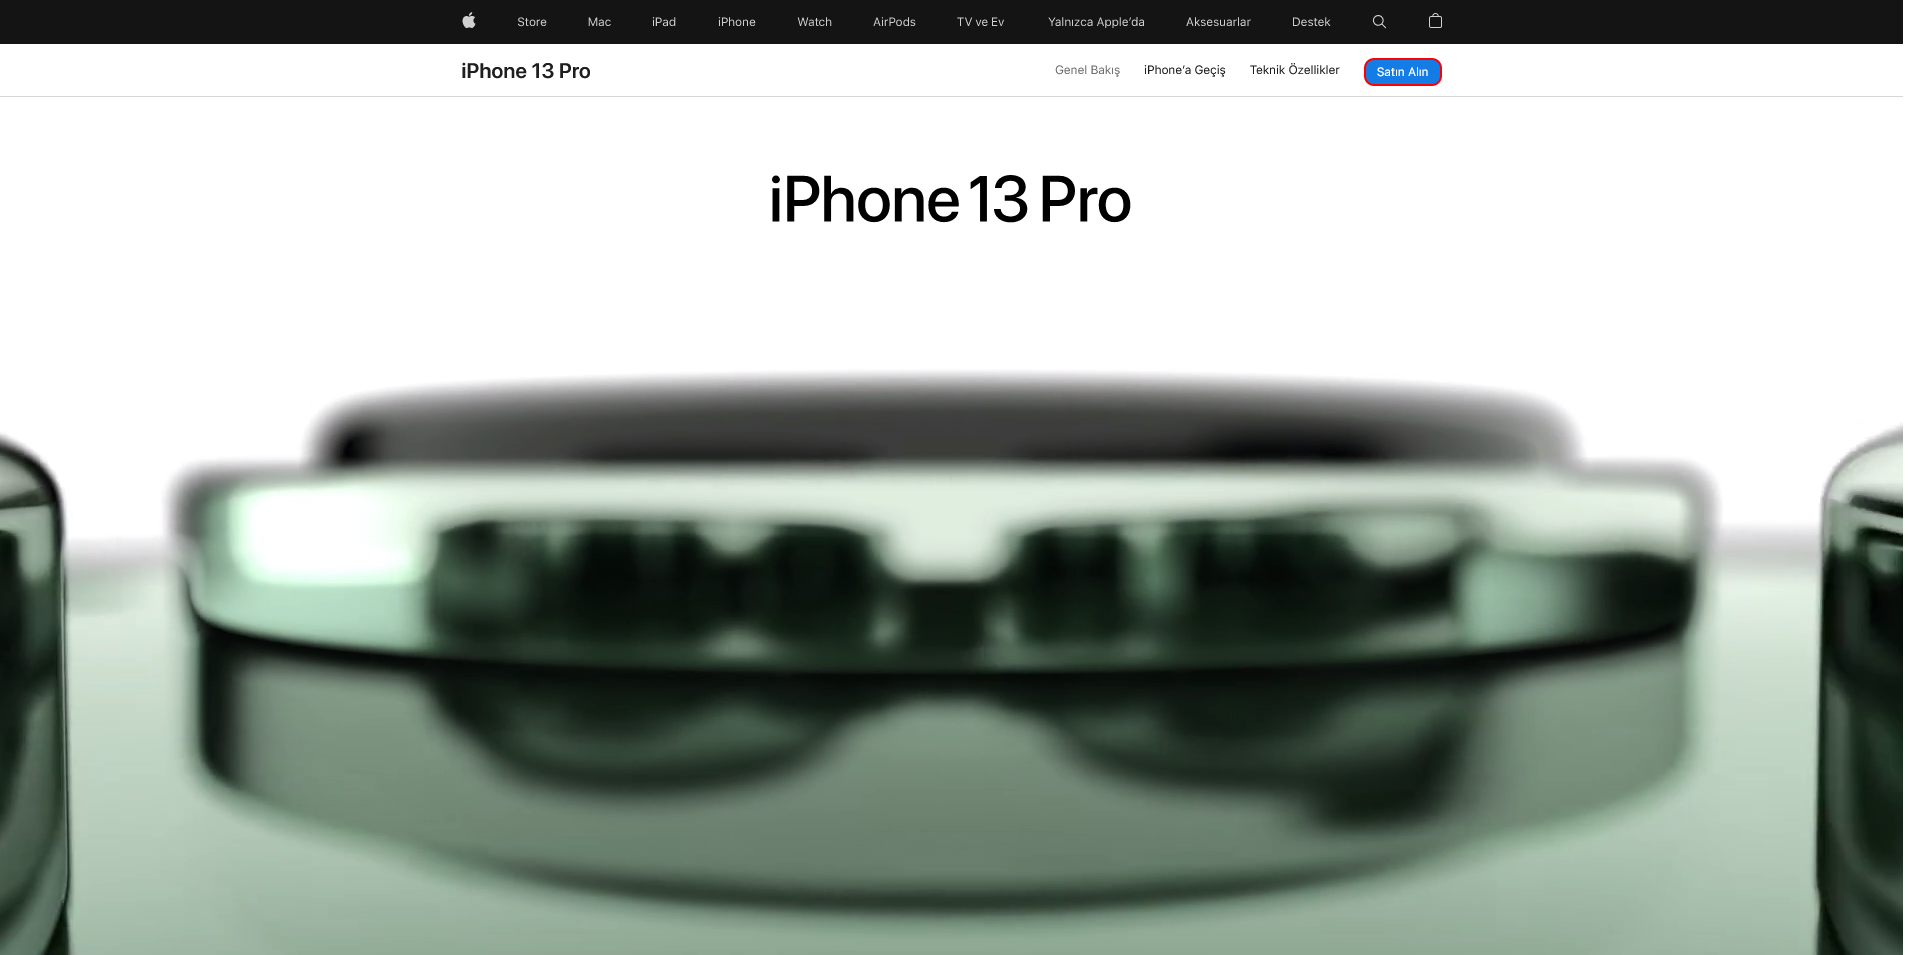 Store Mac iPad iPhone Watch AirPods TV ve Ev Yalnızca Apple'da Aksesuarlar Destek
iPhone 13 Pro Genel Bakış iPhone'a Geçiş Teknik Özellikler Satın Alın
iPhone 13 Pro